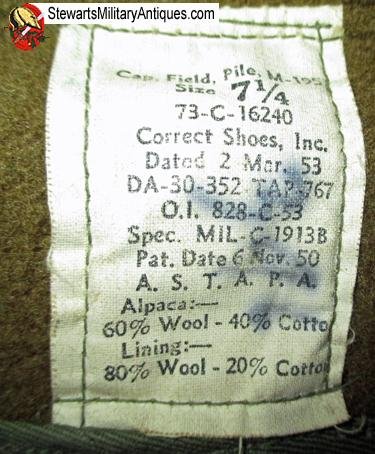 StewartsMilitaryAntiques.com
Cap, Field, Pile, M-195
Size 7¼
73-C-16240
Correct Shoes, Inc.
Dated 2 Mar. 53
DA-30-352 TAP-767
O.I. 828-C-53
Spec. MIL-C-1913B
Pat. Date 6 Nov. 50
A. S. T. A. P. A.
Alpaca:—
60% Wool - 40% Cotto
Lining:—
80% Wool - 20% Cotton